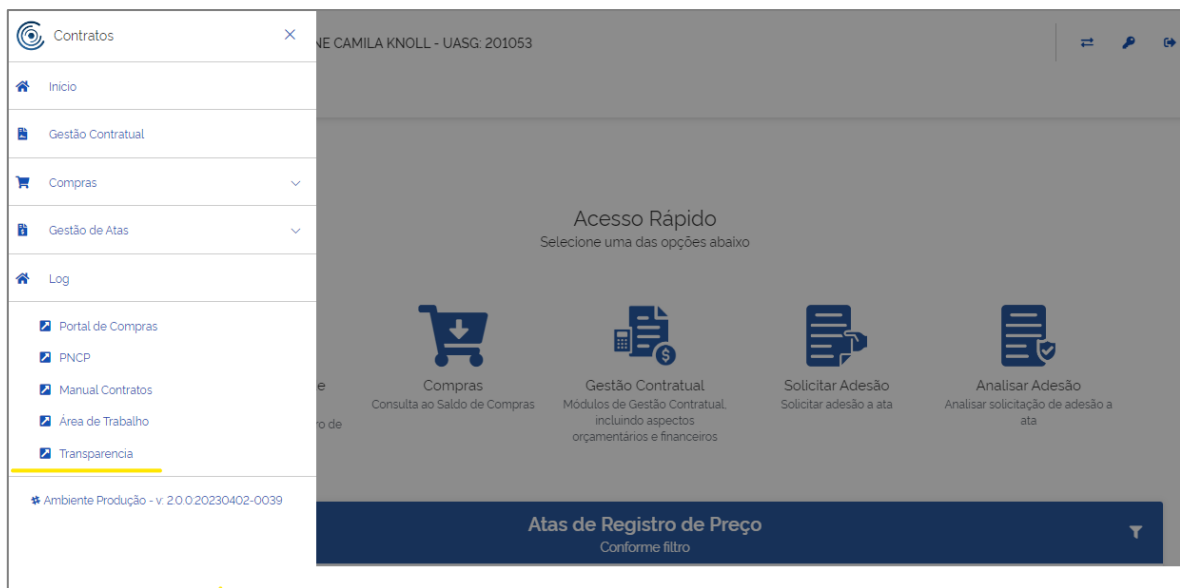 Contratos
NE CAMILA KNOLL - UASG: 201053
Início
Gestão Contratual
Compras
Gestão de Atas
Log
Portal de Compras
PNCP
Manual Contratos
Área de Trabalho
Transparencia
Ambiente Produção - v: 2.0.0.20230402-0039
Acesso Rápido
Selecione uma das opções abaixo
e
ro de
Compras
Consulta ao Saldo de Compras
Gestão Contratual
Módulos de Gestão Contratual,
incluindo aspectos
orçamentários e financeiros
Solicitar Adesão
Solicitar adesão a ata
Analisar Adesão
Analisar solicitação de adesão a
ata
Atas de Registro de Preço
Conforme filtro